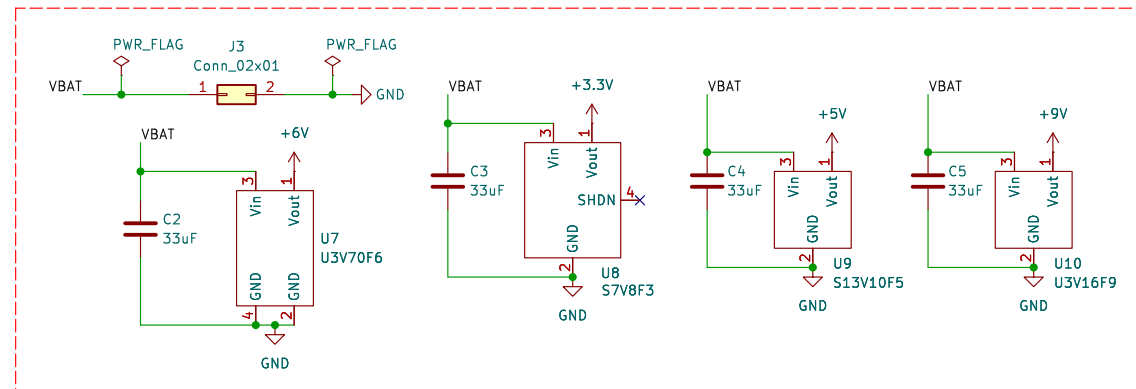 PWR_FLAG
J3
Conn_02x01
PWR_FLAG
VBAT
1
2
GND
VBAT
+6V
3
1
Vin
Vout
C2
33uF
U7
U3V70F6
GND
GND
4
2
GND
VBAT
+3.3V
3
1
Vin
Vout
C3
33uF
SHDN
4
GND
2
U8
S7V8F3
GND
VBAT
+5V
3
1
Vin
Vout
C4
33uF
GND
2
U9
S13V10F5
GND
VBAT
+9V
3
1
Vin
Vout
C5
33uF
GND
2
U10
U3V16F9
GND